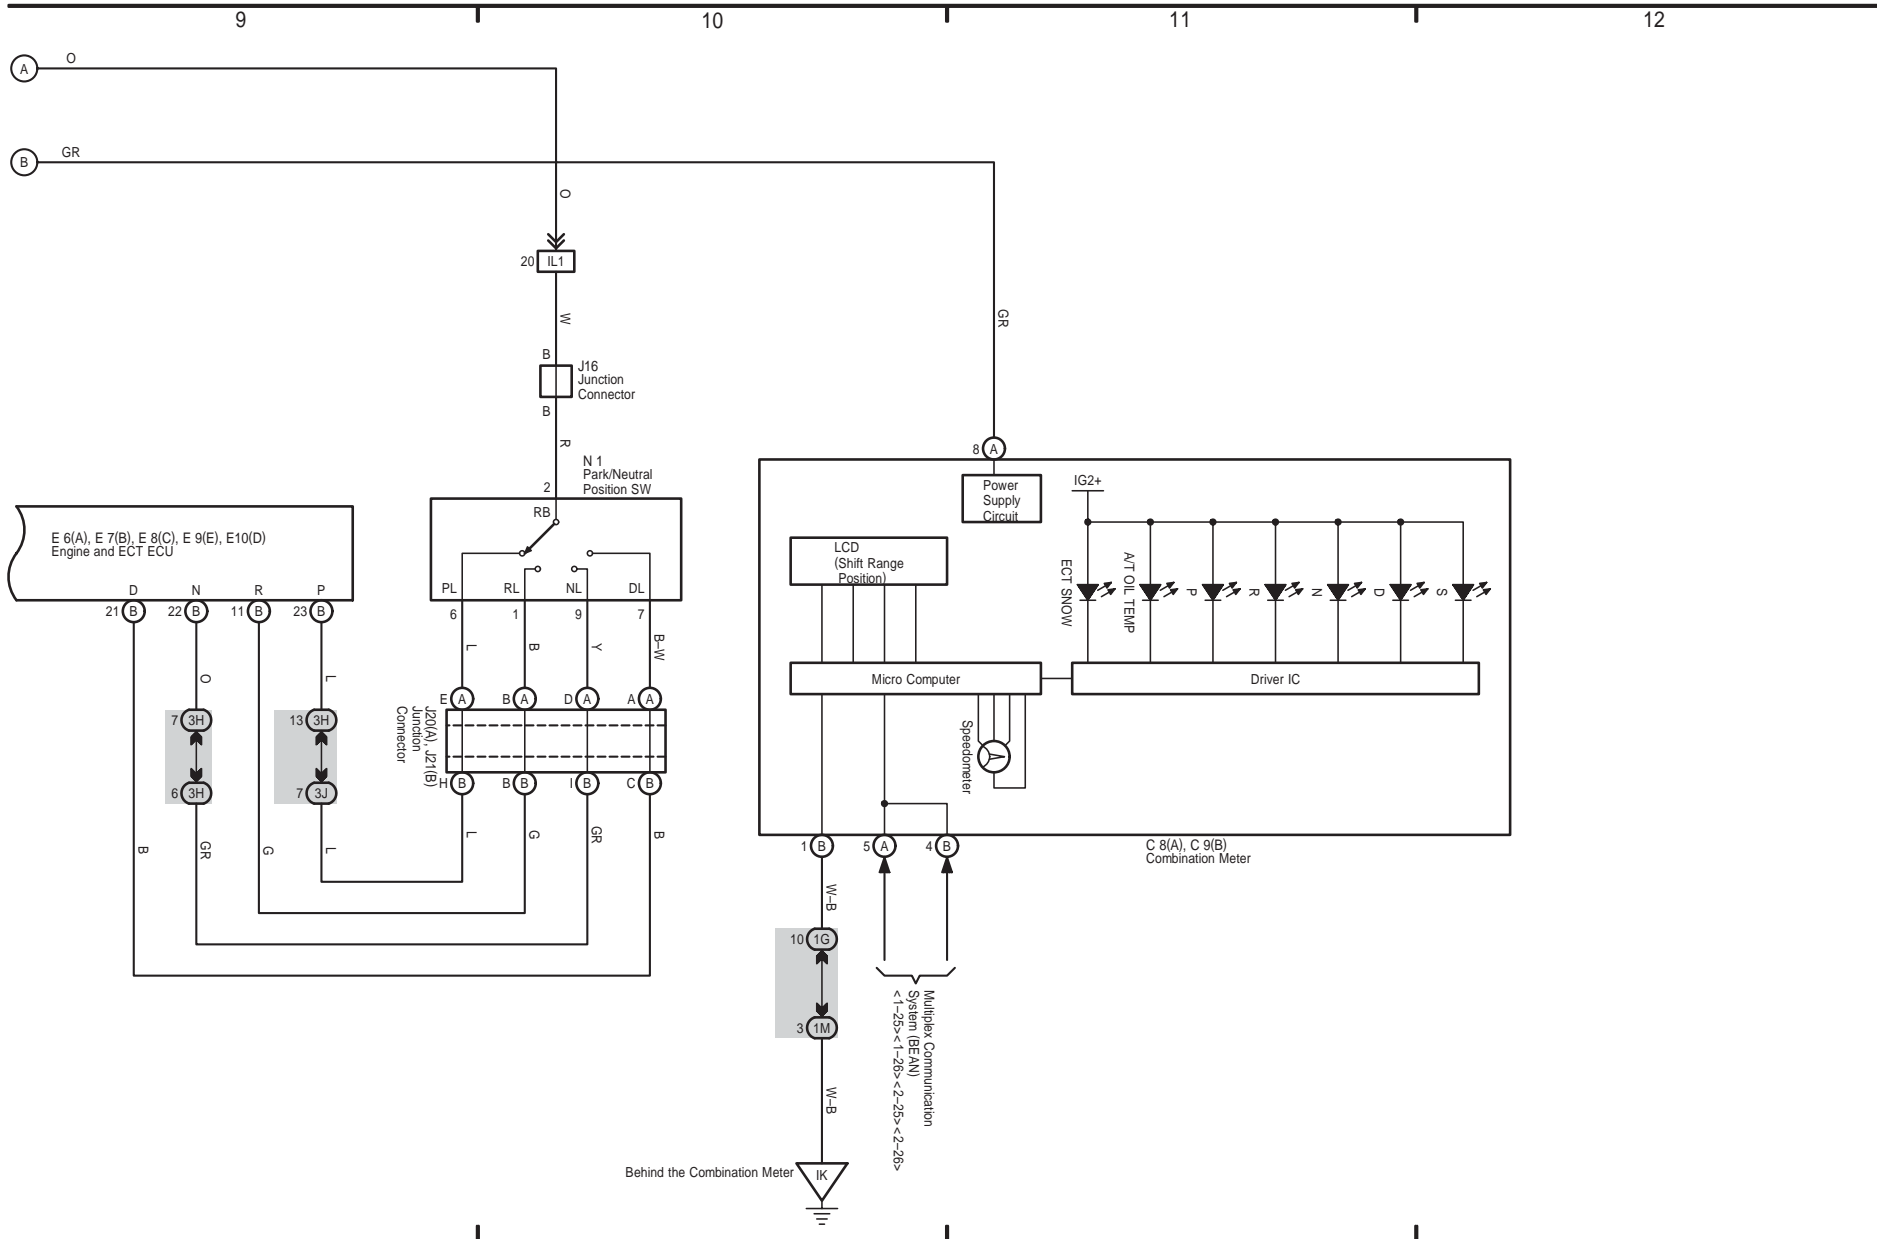 9
10
11
12
A
O
B
GR
O
20
IL1
W
GR
B
J16
Junction
Connector
B
R
N 1
Park/Neutral
Position SW
2
RB
PL
RL
NL
DL
6
1
9
7
E 6(A), E 7(B), E 8(C), E 9(E), E10(D)
Engine and ECT ECU
D
N
R
P
21
B
22
B
11
B
23
B
L
B
Y
B–W
O
L
E
A
B
A
D
A
A
A
J20(A), J21(B)
Junction
Connector
7
3H
13
3H
6
3H
7
3J
H
B
B
B
I
B
C
B
B
GR
G
L
L
G
GR
B
8
A
Power
Supply
Circuit
IG2+
LCD
(Shift Range
Position)
ECT SNOW
A/T OIL TEMP
P
R
N
D
S
Micro Computer
Driver IC
Speedometer
1
B
5
A
4
B
C 8(A), C 9(B)
Combination Meter
W–B
10
1G
3
1M
W–B
Multiplex Communication
System (BEAN)
<1–25><1–26><2–25><2–26>
Behind the Combination Meter
IK